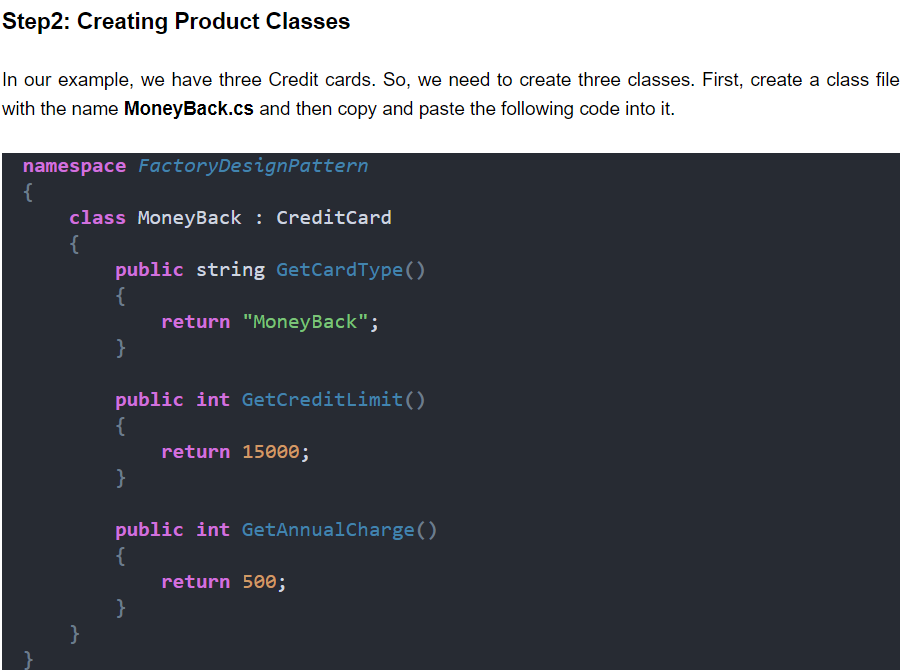 Step2: Creating Product Classes
In our example, we have three Credit cards. So, we need to create three classes. First, create a class file
with the name MoneyBack.cs and then copy and paste the following code into it.
namespace FactoryDesignPattern
{
    class MoneyBack : CreditCard
    {
        public string GetCardType()
        {
            return "MoneyBack";
        }

        public int GetCreditLimit()
        {
            return 15000;
        }

        public int GetAnnualCharge()
        {
            return 500;
        }
    }
}